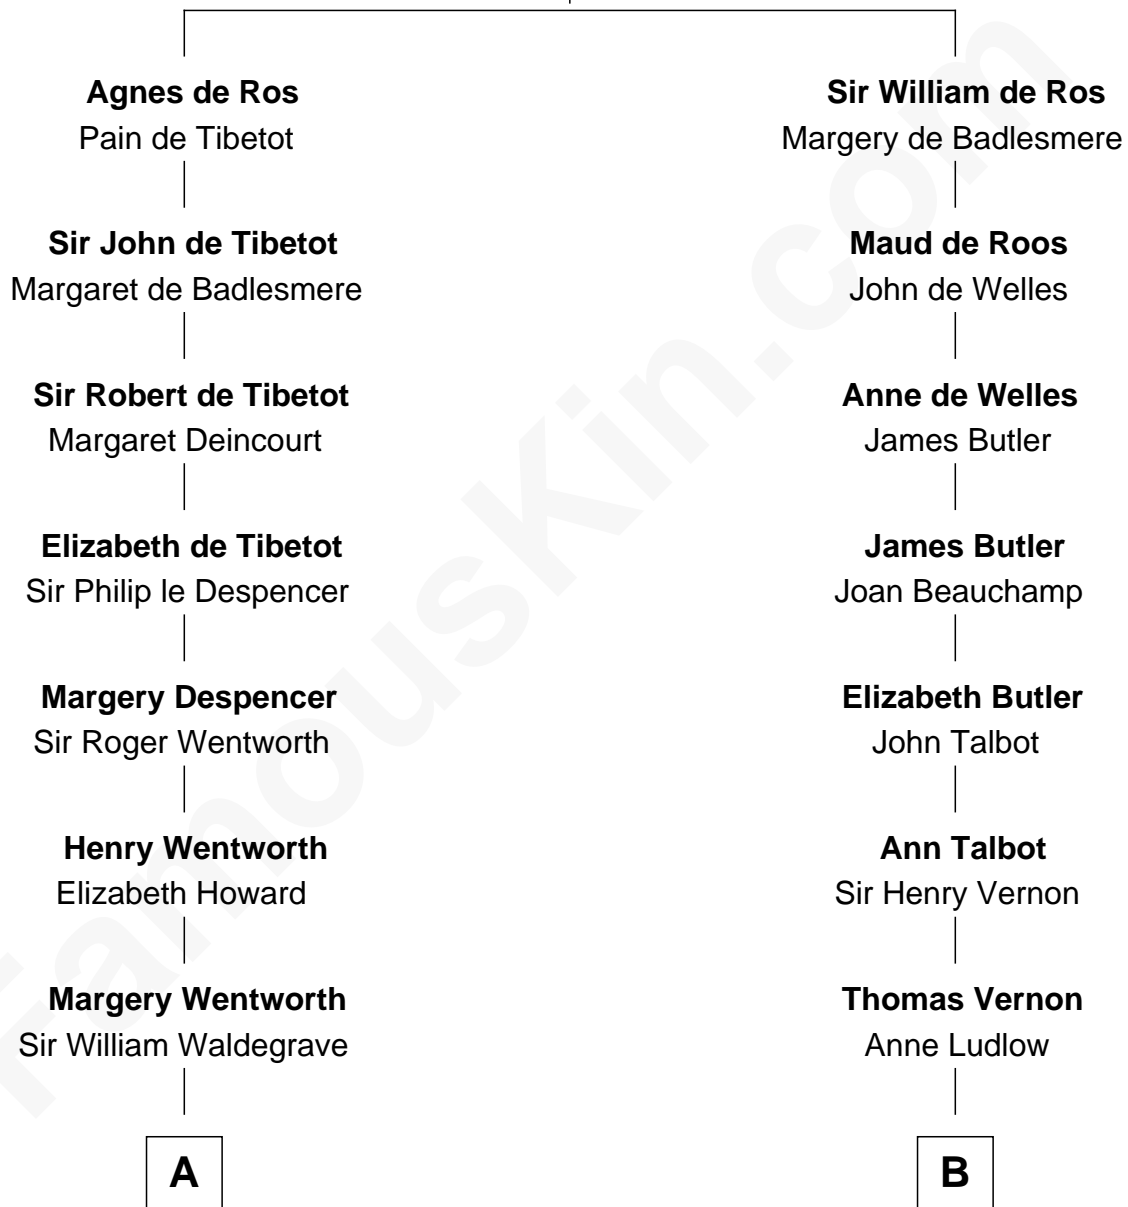 Agnes de Ros
Pain de Tibetot
Sir John de Tibetot
Margaret de Badlesmere
Sir Robert de Tibetot
Margaret Deincourt
Elizabeth de Tibetot
Sir Philip le Despencer
Margery Despencer
Sir Roger Wentworth
Henry Wentworth
Elizabeth Howard
Margery Wentworth
Sir William Waldegrave
A
Sir William de Ros
Margery de Badlesmere
Maud de Roos
John de Welles
Anne de Welles
James Butler
James Butler
Joan Beauchamp
Elizabeth Butler
John Talbot
Ann Talbot
Sir Henry Vernon
Thomas Vernon
Anne Ludlow
B
FamousKin.com